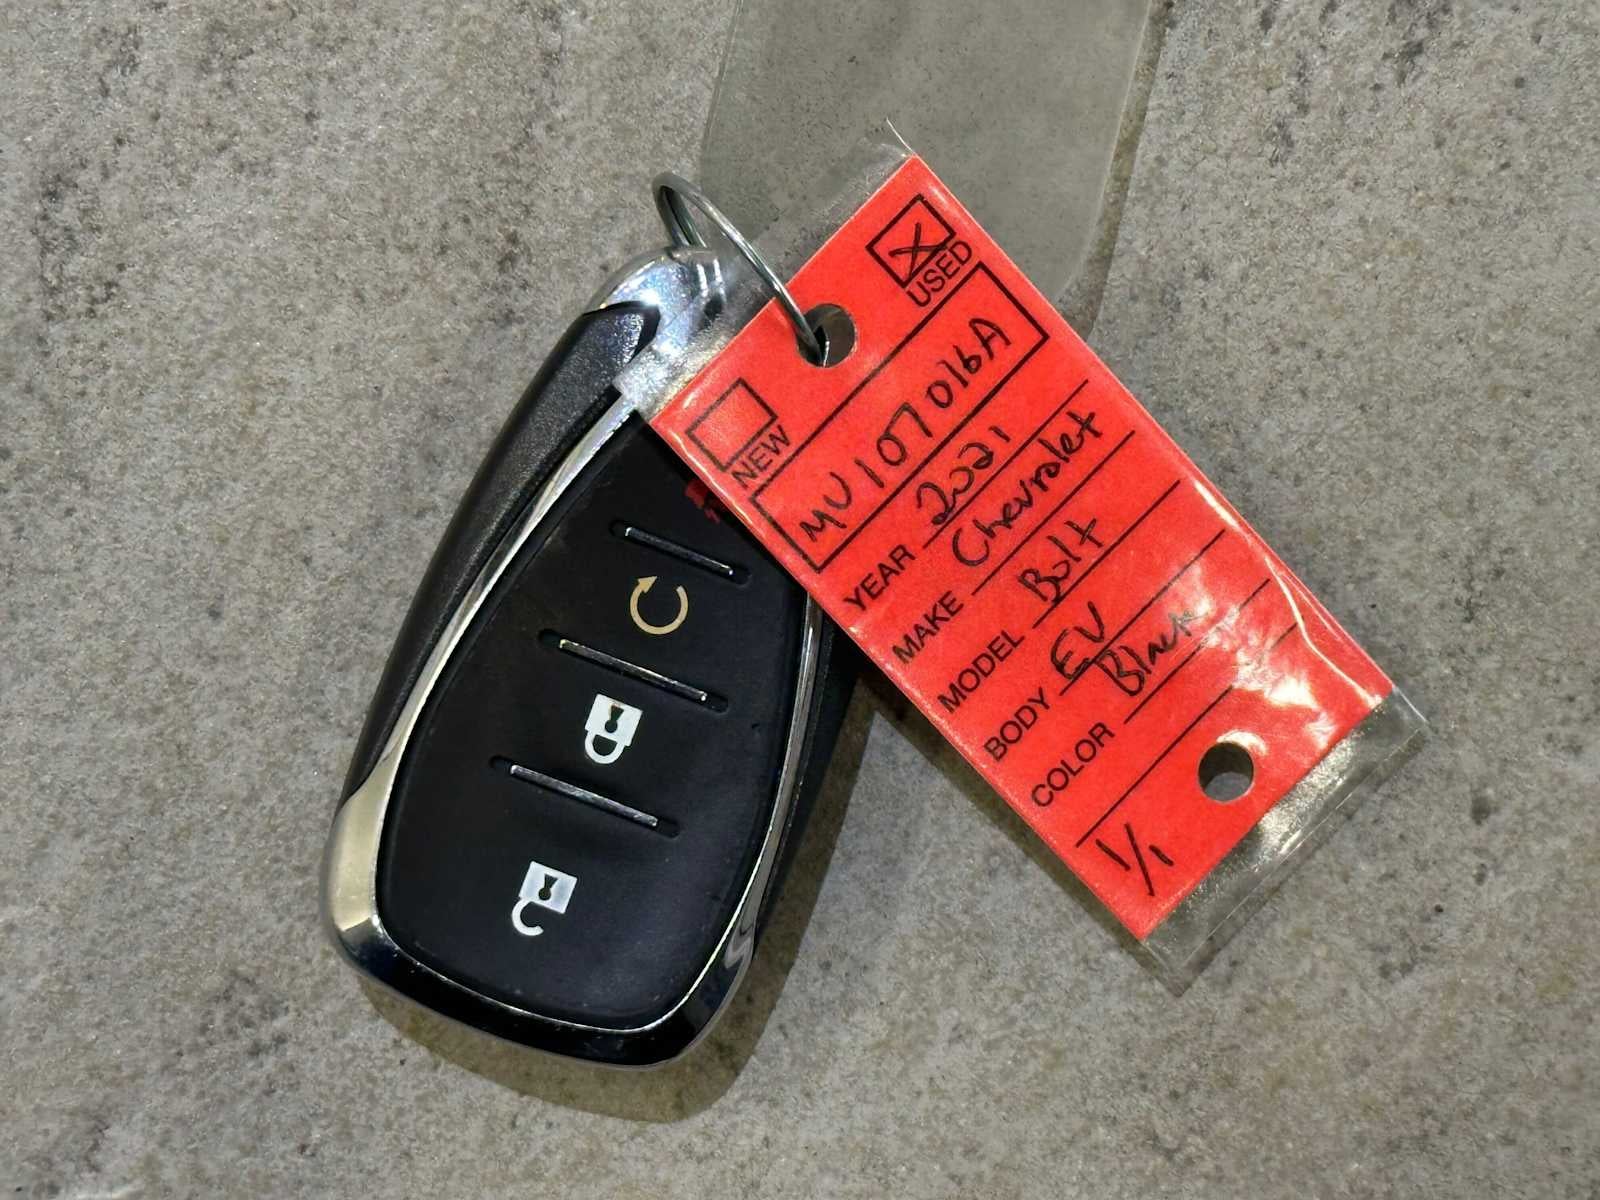 USED
NEW
MU107016A
YEAR 2021
MAKE Chevrolet
MODEL Bolt
BODY EV
COLOR Black
1/1